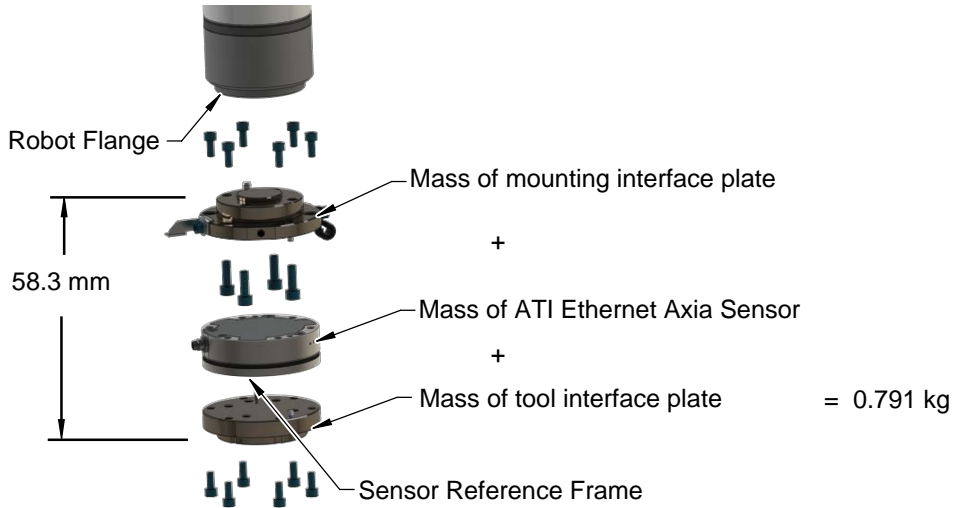 Robot Flange
Mass of mounting interface plate
+
58.3 mm
Mass of ATI Ethernet Axia Sensor
+
Mass of tool interface plate = 0.791 kg
Sensor Reference Frame